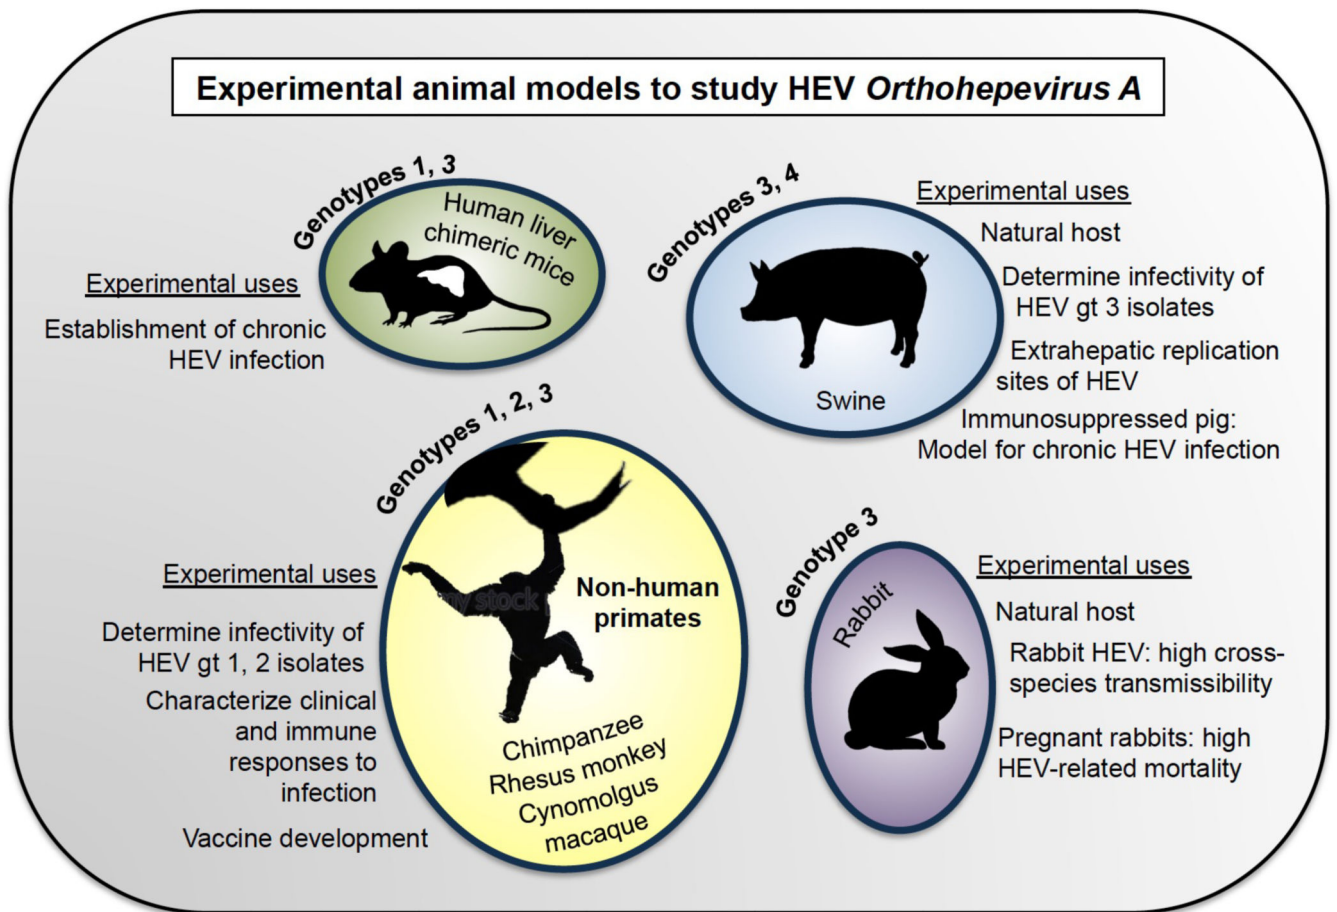 Experimental animal models to study HEV Orthohepevirus A
Genotypes 1, 3
Human liver
chimeric mice
Experimental uses
Establishment of chronic
HEV infection
Genotypes 3, 4
Swine
Experimental uses
Natural host
Determine infectivity of
HEV gt 3 isolates
Extrahepatic replication
sites of HEV
Immunosuppressed pig:
Model for chronic HEV infection
Genotypes 1, 2, 3
Non-human
primates
Chimpanzee
Rhesus monkey
Cynomolgus
macaque
Experimental uses
Determine infectivity of
HEV gt 1, 2 isolates
Characterize clinical
and immune
responses to
infection
Vaccine development
Genotype 3
Rabbit
Experimental uses
Natural host
Rabbit HEV: high cross-
species transmissibility
Pregnant rabbits: high
HEV-related mortality
stock